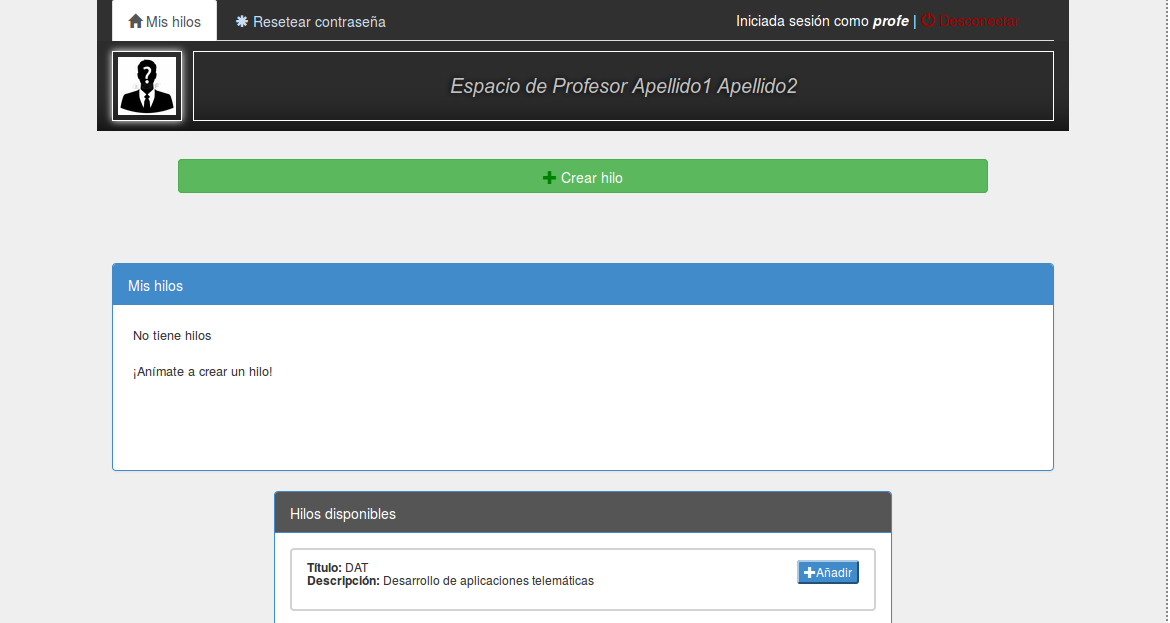 Mis hilos
Resetear contraseña
Iniciada sesión como profe | Desconectar
?
Espacio de Profesor Apellido1 Apellido2
Crear hilo
Mis hilos
No tiene hilos
¡Anímate a crear un hilo!
Hilos disponibles
Título: DAT
Descripción: Desarrollo de aplicaciones telemáticas
Añadir